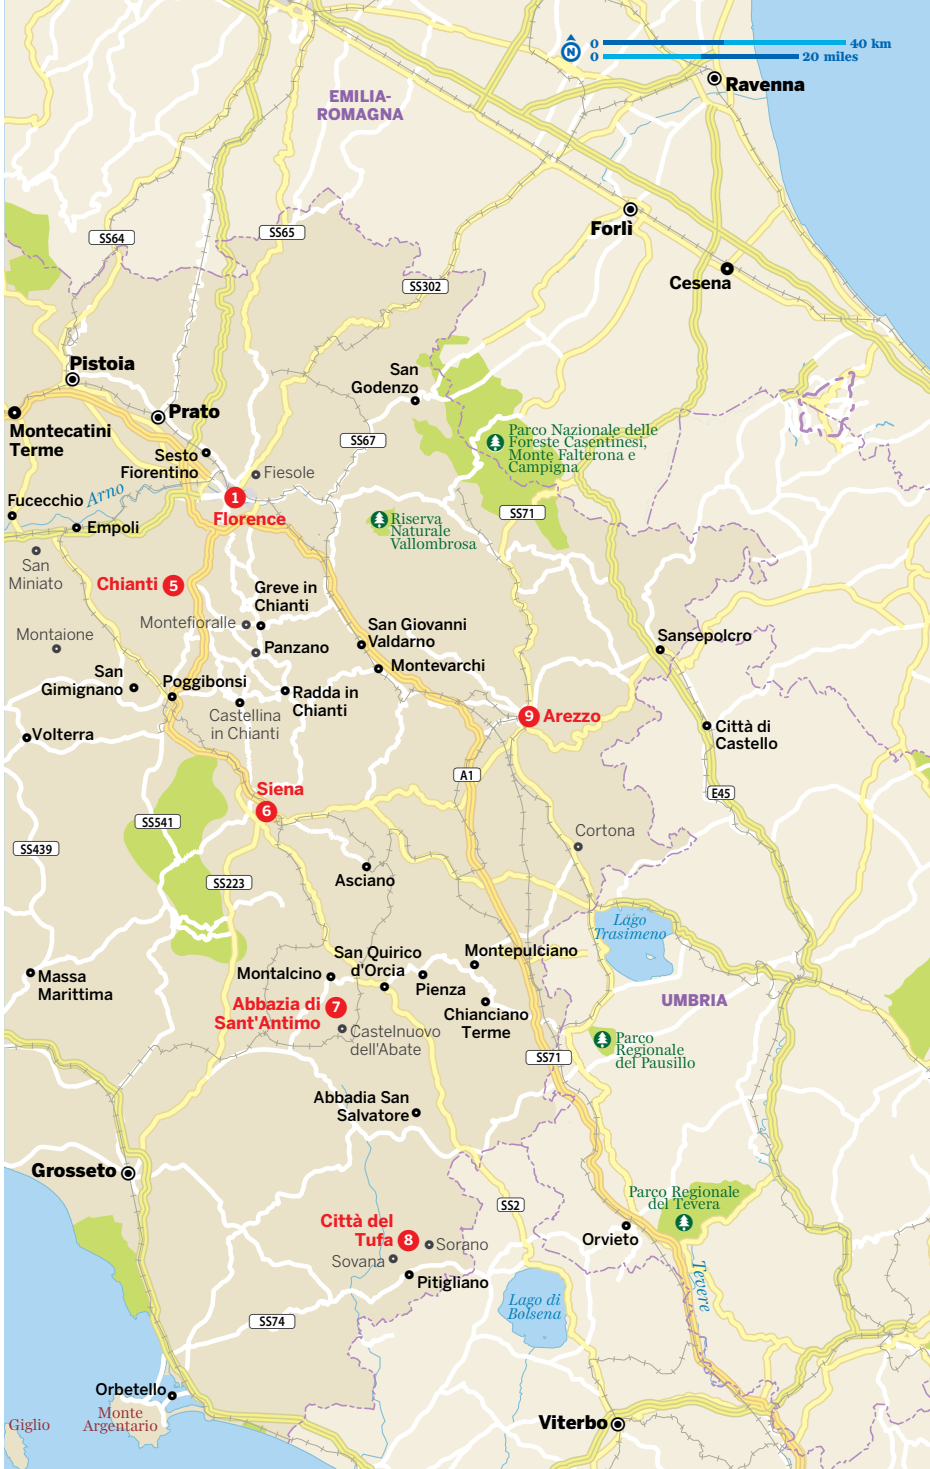 0 40 km
N
0 20 miles
Ravenna
EMILIA-
ROMAGNA
Forlì
SS64
SS65
Cesena
SS302
Pistoia
San
Godenzo
Prato
Montecatini
Terme
Parco Nazionale delle
Foreste Casentinesi,
Monte Falterona e
Campigna
SS67
Sesto
Fiorentino
Fiesole
Fucecchio
Arno
1
Florence
Empoli
SS71
Riserva
Naturale
Vallombrosa
San
Miniato
Chianti 5
Greve in
Chianti
Montefioralle
San Giovanni
Valdarno
Montaione
Panzano
Sansepolcro
Montevarchi
San
Gimignano
Poggibonsi
Radda in
Chianti
Castellina
in Chianti
9 Arezzo
Volterra
Città di
Castello
A1
Siena
6
E45
SS541
Cortona
SS439
SS223
Asciano
Lago
Trasimeno
San Quirico
d'Orcia
Montepulciano
Massa
Marittima
Montalcino
Pienza
Abbazia di
Sant'Antimo
7
Chianciano
Terme
UMBRIA
Castelnuovo
dell'Abate
Parco
Regionale
del Pausillo
SS71
Abbadia San
Salvatore
Grosseto
Parco Regionale
del Tevera
SS2
Città del
Tufa 8
Sorano
Orvieto
Sovana
Pitigliano
Tevere
Lago di
Bolsena
SS74
Orbetello
Monte
Argentario
Giglio
Viterbo